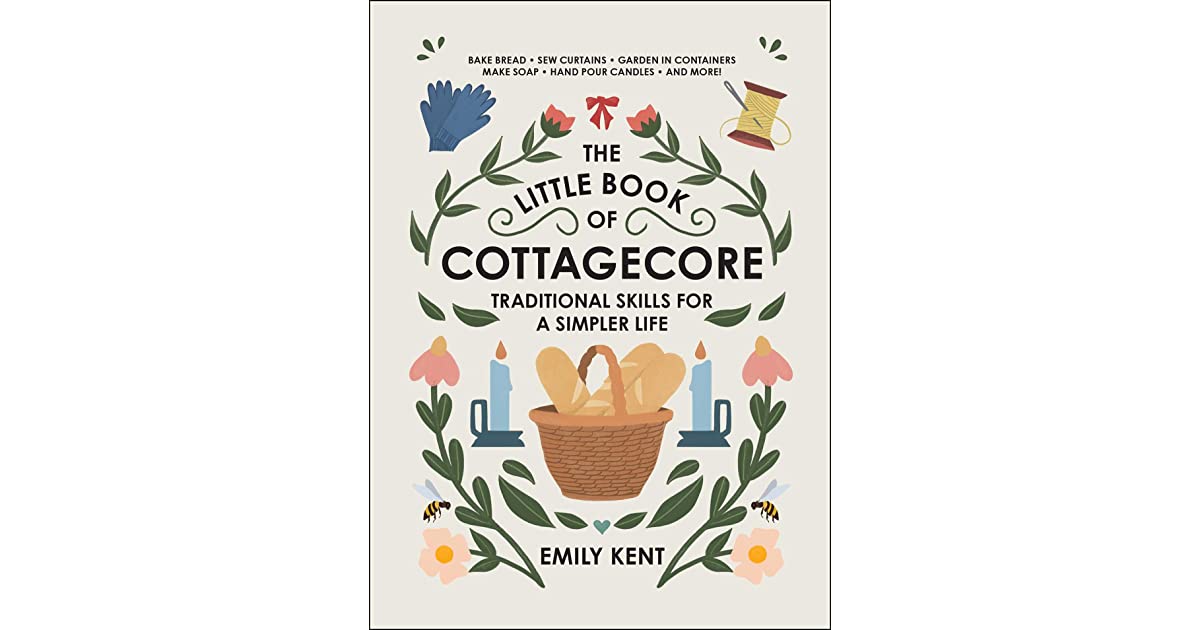 BAKE BREAD • SEW CURTAINS • GARDEN IN CONTAINERS
MAKE SOAP • HAND POUR CANDLES • AND MORE!
THE
LITTLE BOOK
OF
COTTAGECORE
TRADITIONAL SKILLS FOR
A SIMPLER LIFE
EMILY KENT